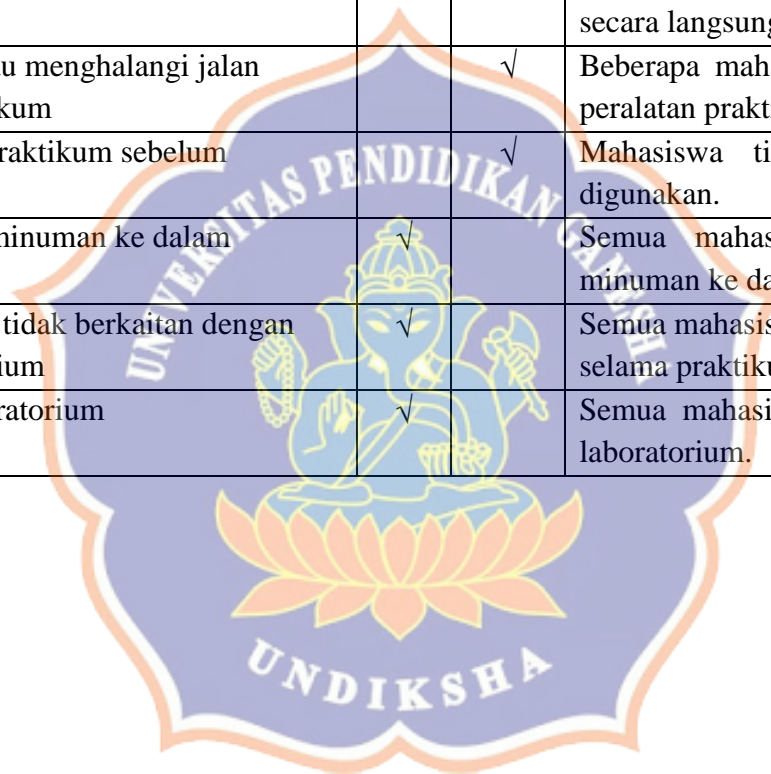 secara langsung
u menghalangi jalan √ Beberapa mah
kum peralatan prakt
raktikum sebelum √ Mahasiswa ti
digunakan.
ninuman ke dalam √ Semua mahas
minuman ke da
tidak berkaitan dengan √ Semua mahasis
ium selama praktiku
ratorium √ Semua mahasi
laboratorium.
UNIVERSITAS PENDIDIKAN GANESHA
UNDIKSHA